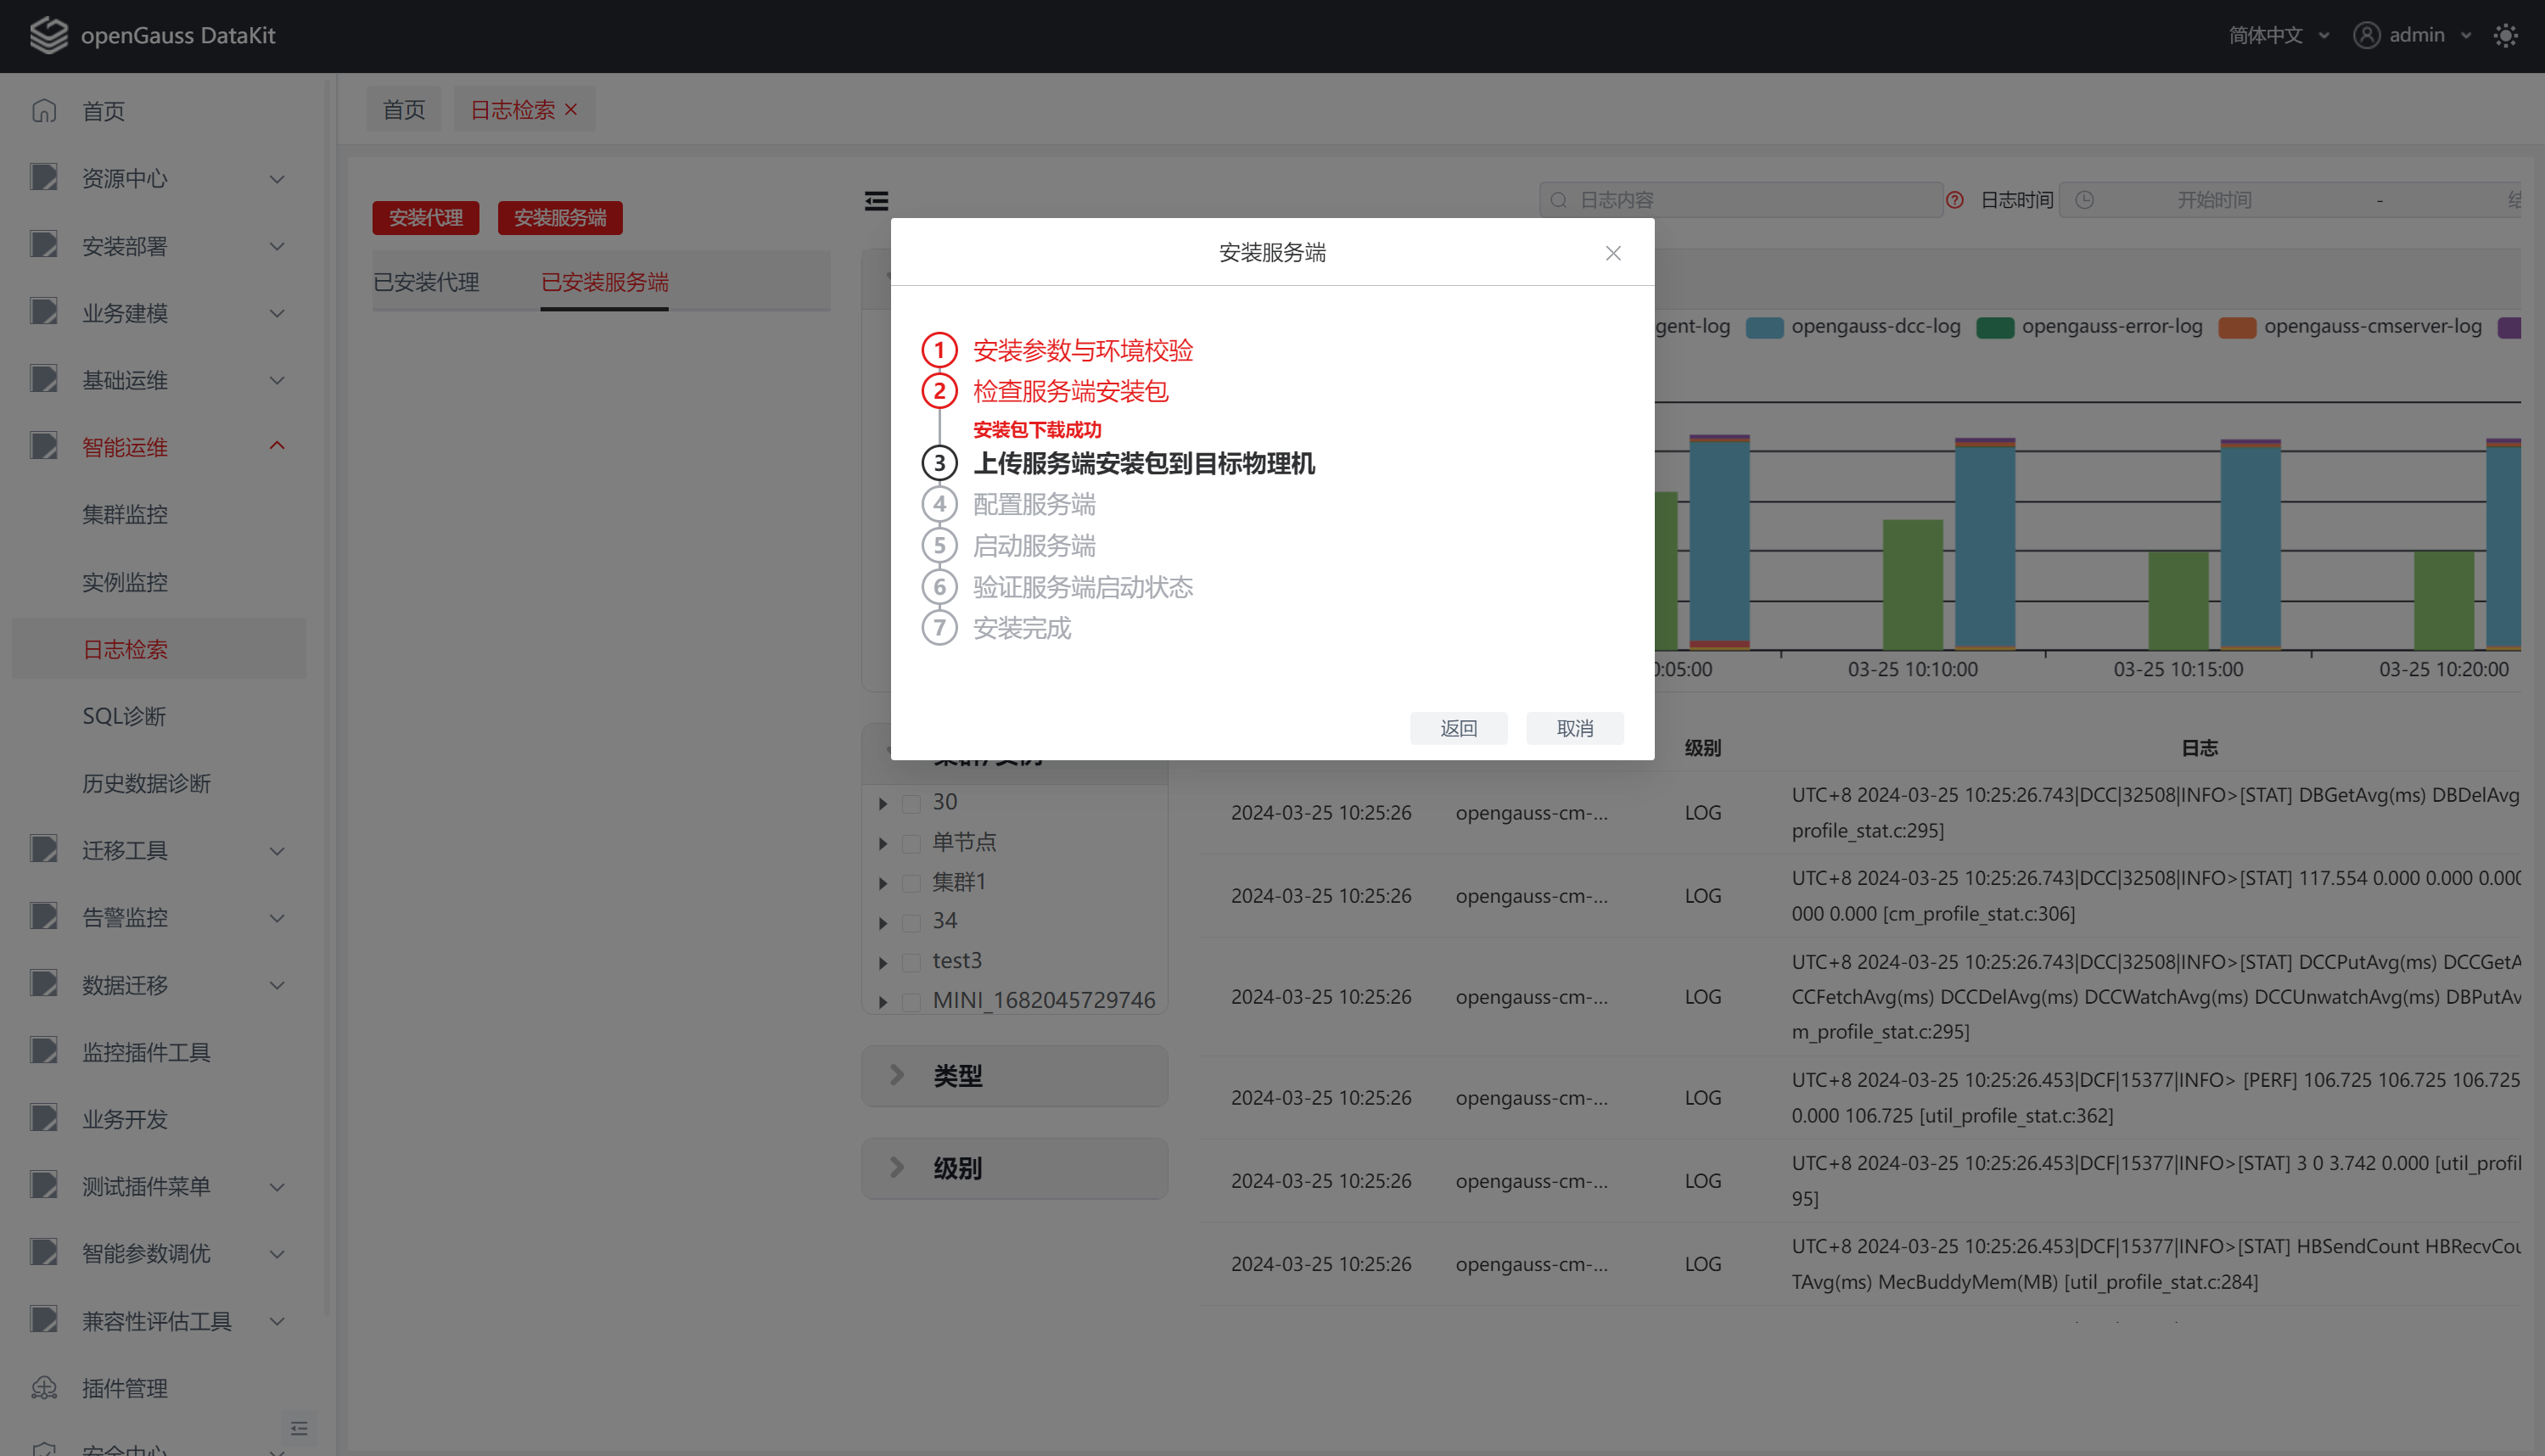 openGauss DataKit
简体中文
admin
首页
资源中心
安装部署
业务建模
基础运维
智能运维
集群监控
实例监控
日志检索
SQL诊断
历史数据诊断
迁移工具
告警监控
数据迁移
监控插件工具
业务开发
测试插件菜单
智能参数调优
兼容性评估工具
插件管理
安全中心
首页 日志检索
安装代理 安装服务端
已安装代理 已安装服务端
日志内容 日志时间 开始时间 -
gent-log opengauss-dcc-log opengauss-error-log opengauss-cmserver-log
0:05:00 03-25 10:10:00 03-25 10:15:00 03-25 10:20:00
安装服务端
1 安装参数与环境校验
2 检查服务端安装包
安装包下载成功
3 上传服务端安装包到目标物理机
4 配置服务端
5 启动服务端
6 验证服务端启动状态
7 安装完成
返回 取消
集群/实例
30
单节点
集群1
34
test3
MINI_1682045729746
类型
级别
级别 日志
2024-03-25 10:25:26 opengauss-cm-... LOG
UTC+8 2024-03-25 10:25:26.743|DCC|32508|INFO>[STAT] DBGetAvg(ms) DBDelAvg
profile_stat.c:295]
2024-03-25 10:25:26 opengauss-cm-... LOG
UTC+8 2024-03-25 10:25:26.743|DCC|32508|INFO>[STAT] 117.554 0.000 0.000 0.000
000 0.000 [cm_profile_stat.c:306]
2024-03-25 10:25:26 opengauss-cm-... LOG
UTC+8 2024-03-25 10:25:26.743|DCC|32508|INFO>[STAT] DCCPutAvg(ms) DCCGetA
CCFetchAvg(ms) DCCDelAvg(ms) DCCWatchAvg(ms) DCCUnwatchAvg(ms) DBPutAv
m_profile_stat.c:295]
2024-03-25 10:25:26 opengauss-cm-... LOG
UTC+8 2024-03-25 10:25:26.453|DCF|15377|INFO> [PERF] 106.725 106.725 106.725
0.000 106.725 [util_profile_stat.c:362]
2024-03-25 10:25:26 opengauss-cm-... LOG
UTC+8 2024-03-25 10:25:26.453|DCF|15377|INFO>[STAT] 3 0 3.742 0.000 [util_profil
95]
2024-03-25 10:25:26 opengauss-cm-... LOG
UTC+8 2024-03-25 10:25:26.453|DCF|15377|INFO>[STAT] HBSendCount HBRecvCou
TAvg(ms) MecBuddyMem(MB) [util_profile_stat.c:284]